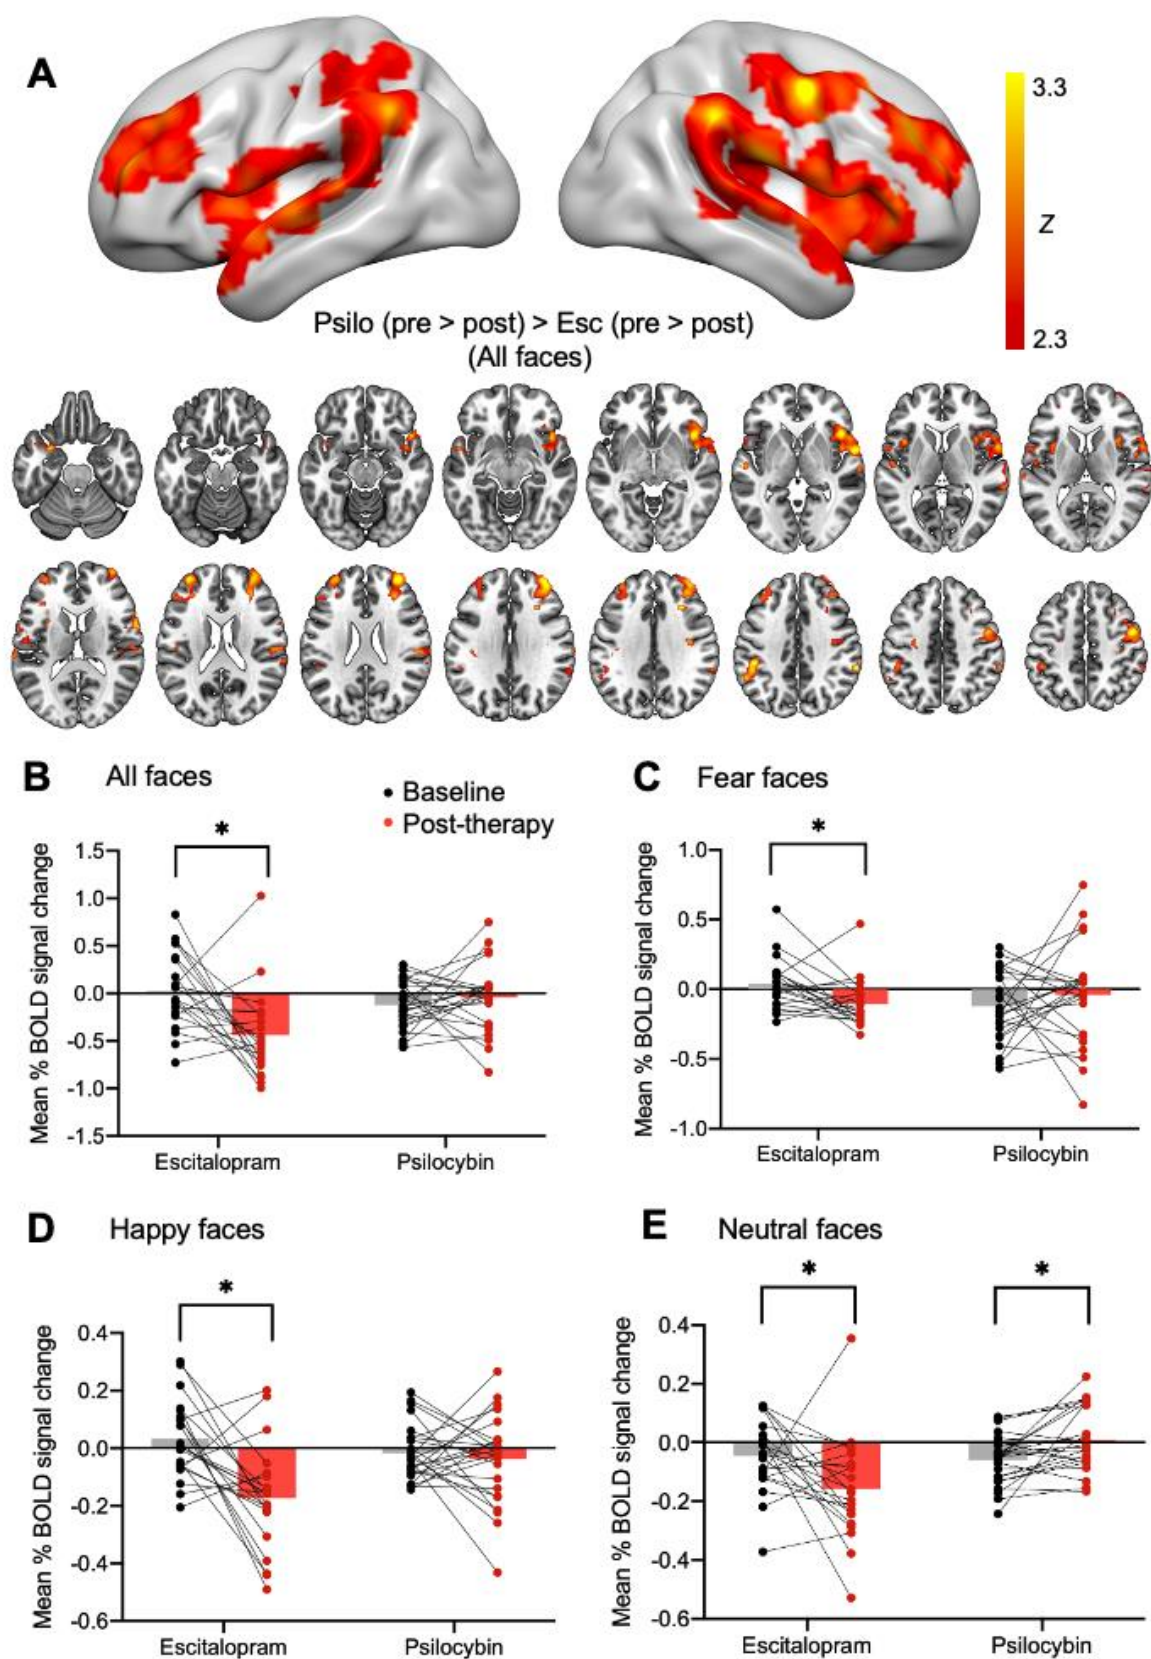 A
3.3
Z
2.3
Psilo (pre > post) > Esc (pre > post)
(All faces)
B All faces
Baseline
Post-therapy
*
Mean % BOLD signal change
1.5
1.0
0.5
0.0
-0.5
-1.0
-1.5
Escitalopram Psilocybin
C Fear faces
*
Mean % BOLD signal change
1.0
0.5
0.0
-0.5
-1.0
Escitalopram Psilocybin
D Happy faces
*
Mean % BOLD signal change
0.4
0.2
0.0
-0.2
-0.4
-0.6
Escitalopram Psilocybin
E Neutral faces
* *
Mean % BOLD signal change
0.4
0.2
0.0
-0.2
-0.4
-0.6
Escitalopram Psilocybin